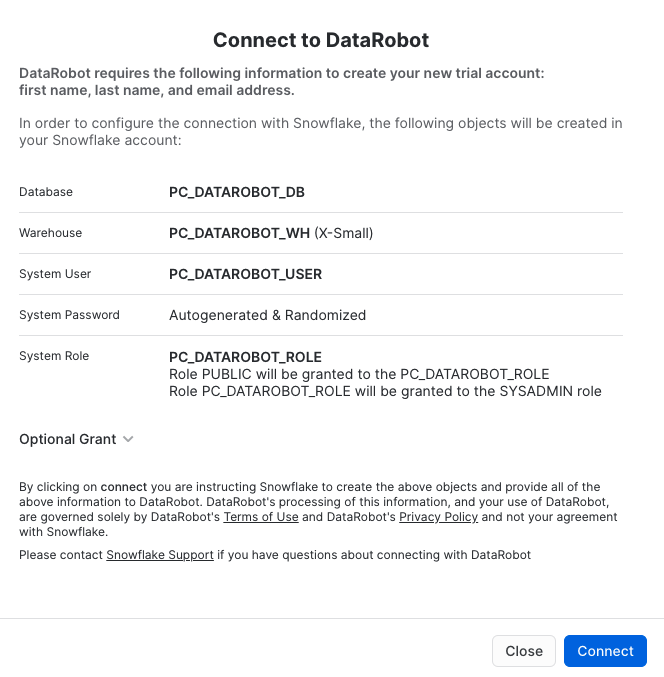 Connect to DataRobot
DataRobot requires the following information to create your new trial account:
first name, last name, and email address.
In order to configure the connection with Snowflake, the following objects will be created in
your Snowflake account:
Database PC_DATAROBOT_DB
Warehouse PC_DATAROBOT_WH (X-Small)
System User PC_DATAROBOT_USER
System Password Autogenerated & Randomized
System Role PC_DATAROBOT_ROLE
Role PUBLIC will be granted to the PC_DATAROBOT_ROLE
Role PC_DATAROBOT_ROLE will be granted to the SYSADMIN role
Optional Grant
By clicking on connect you are instructing Snowflake to create the above objects and provide all of the
above information to DataRobot. DataRobot's processing of this information, and your use of DataRobot,
are governed solely by DataRobot's Terms of Use and DataRobot's Privacy Policy and not your agreement
with Snowflake.
Please contact Snowflake Support if you have questions about connecting with DataRobot
Close Connect